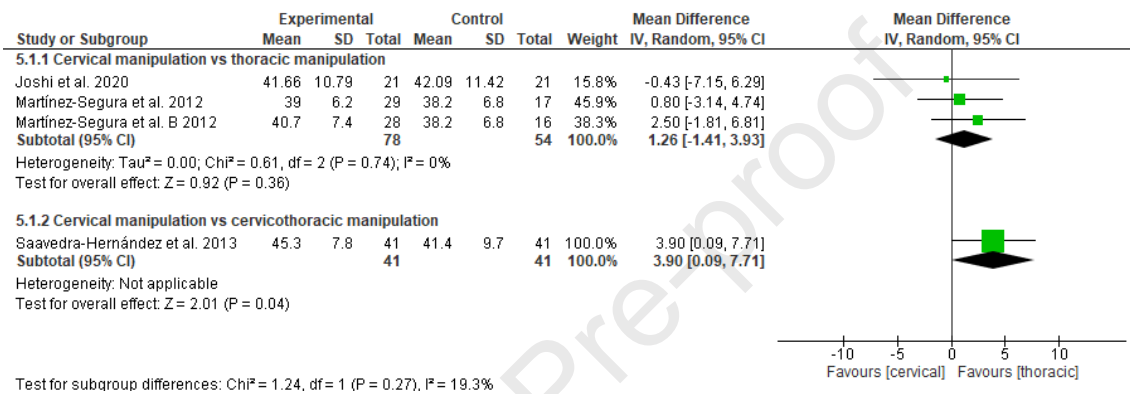 Experimental Control Mean Difference Mean Difference
Study or Subgroup Mean SD Total Mean SD Total Weight IV, Random, 95% CI IV, Random, 95% CI
5.1.1 Cervical manipulation vs thoracic manipulation
Joshi et al. 2020 41.66 10.79 21 42.09 11.42 21 15.8% -0.43 [-7.15, 6.29]
Martínez-Segura et al. 2012 39 6.2 29 38.2 6.8 17 45.9% 0.80 [-3.14, 4.74]
Martínez-Segura et al. B 2012 40.7 7.4 28 38.2 6.8 16 38.3% 2.50 [-1.81, 6.81]
Subtotal (95% CI) 78 54 100.0% 1.26 [-1.41, 3.93]
Heterogeneity: Tau² = 0.00; Chi² = 0.61, df = 2 (P = 0.74); I² = 0%
Test for overall effect: Z = 0.92 (P = 0.36)
5.1.2 Cervical manipulation vs cervicothoracic manipulation
Saavedra-Hernández et al. 2013 45.3 7.8 41 41.4 9.7 41 100.0% 3.90 [0.09, 7.71]
Subtotal (95% CI) 41 41 100.0% 3.90 [0.09, 7.71]
Heterogeneity: Not applicable
Test for overall effect: Z = 2.01 (P = 0.04)
-10 -5 0 5 10
Favours [cervical] Favours [thoracic]
Test for subgroup differences: Chi² = 1.24, df = 1 (P = 0.27), I² = 19.3%
Pre-proof